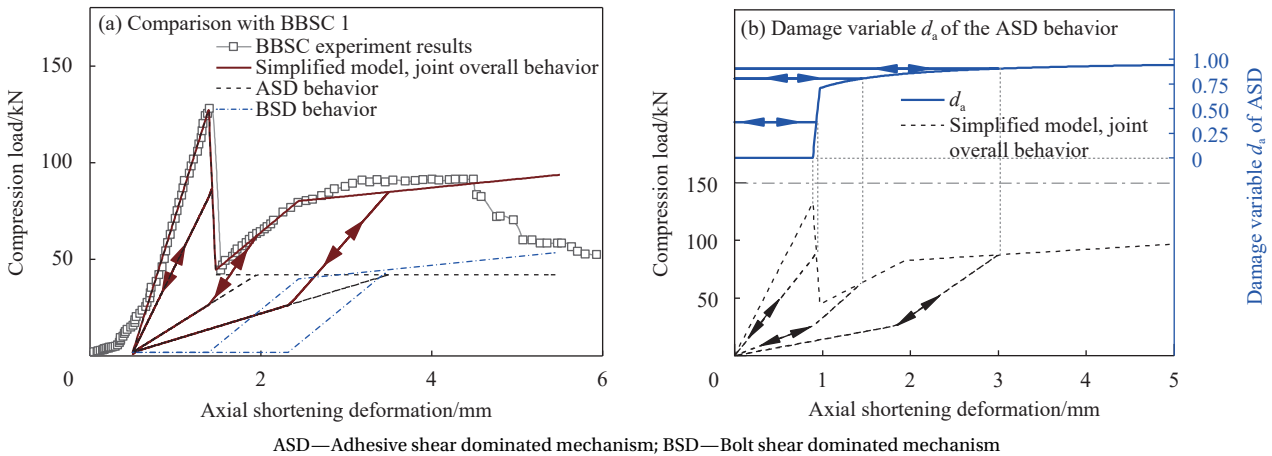 (a) Comparison with BBSC 1
BBSC experiment results
Simplified model, joint overall behavior
ASD behavior
BSD behavior
150
100
50
0
2
4
6
Compression load/kN
Axial shortening deformation/mm
(b) Damage variable da of the ASD behavior
da
Simplified model, joint
overall behavior
1.00
0.75
0.50
0.25
0
Damage variable da of ASD
150
100
50
0
1
2
3
4
5
Compression load/kN
Axial shortening deformation/mm
ASD—Adhesive shear dominated mechanism; BSD—Bolt shear dominated mechanism